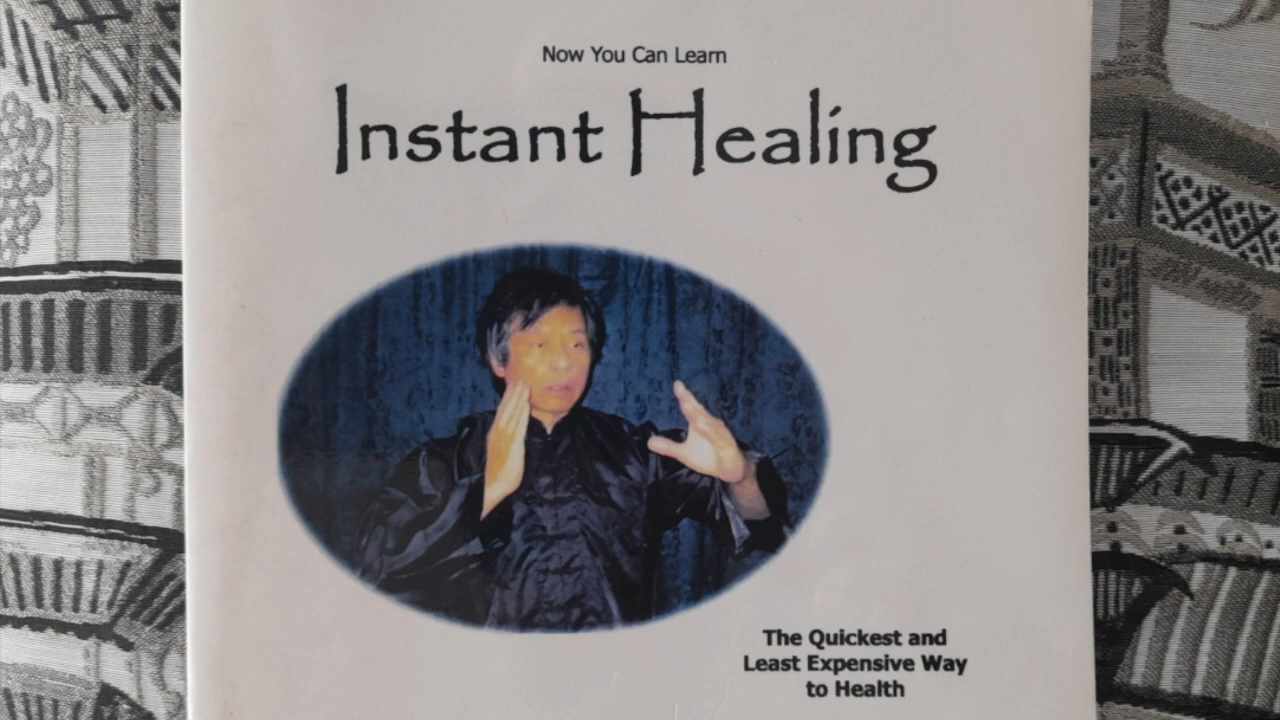 Now You Can Learn
Instant Healing
The Quickest and
Least Expensive Way
to Health